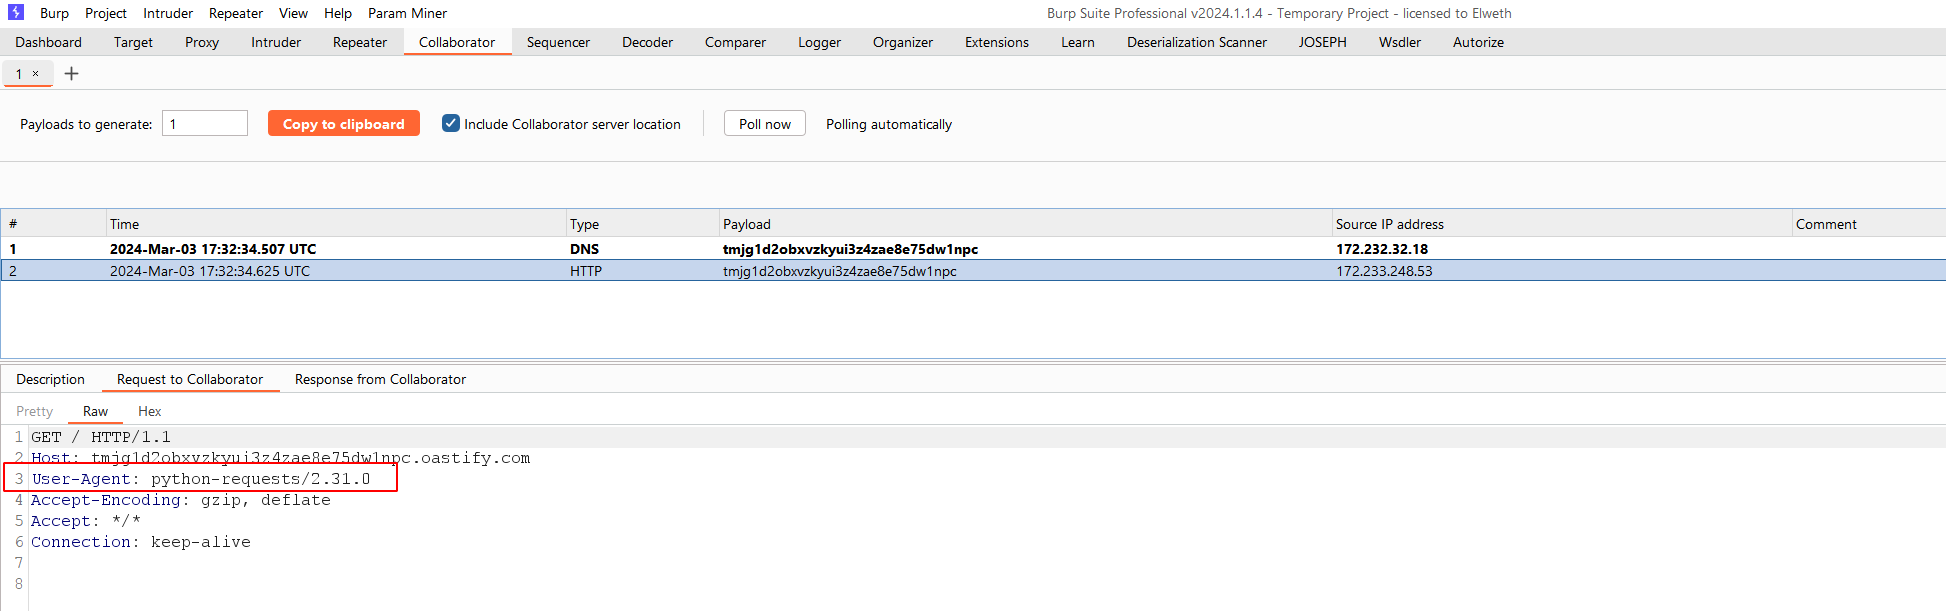 Burp Project Intruder Repeater View Help Param Miner Burp Suite Professional v2024.1.1.4 - Temporary Project - licensed to Elweth
Dashboard Target Proxy Intruder Repeater Collaborator Sequencer Decoder Comparer Logger Organizer Extensions Learn Deserialization Scanner JOSEPH Wsdler Autorize
1 × +
Payloads to generate: 1 Copy to clipboard Include Collaborator server location Poll now Polling automatically
# Time Type Payload Source IP address Comment
1 2024-Mar-03 17:32:34.507 UTC DNS tmjg1d2obxvzkyui3z4zae8e75dw1npc 172.232.32.18
2 2024-Mar-03 17:32:34.625 UTC HTTP tmjg1d2obxvzkyui3z4zae8e75dw1npc 172.233.248.53
Description Request to Collaborator Response from Collaborator
Pretty Raw Hex
1 GET / HTTP/1.1
2 Host: tmjg1d2obxvzkyui3z4zae8e75dw1npc.oastify.com
3 User-Agent: python-requests/2.31.0
4 Accept-Encoding: gzip, deflate
5 Accept: */*
6 Connection: keep-alive
7
8